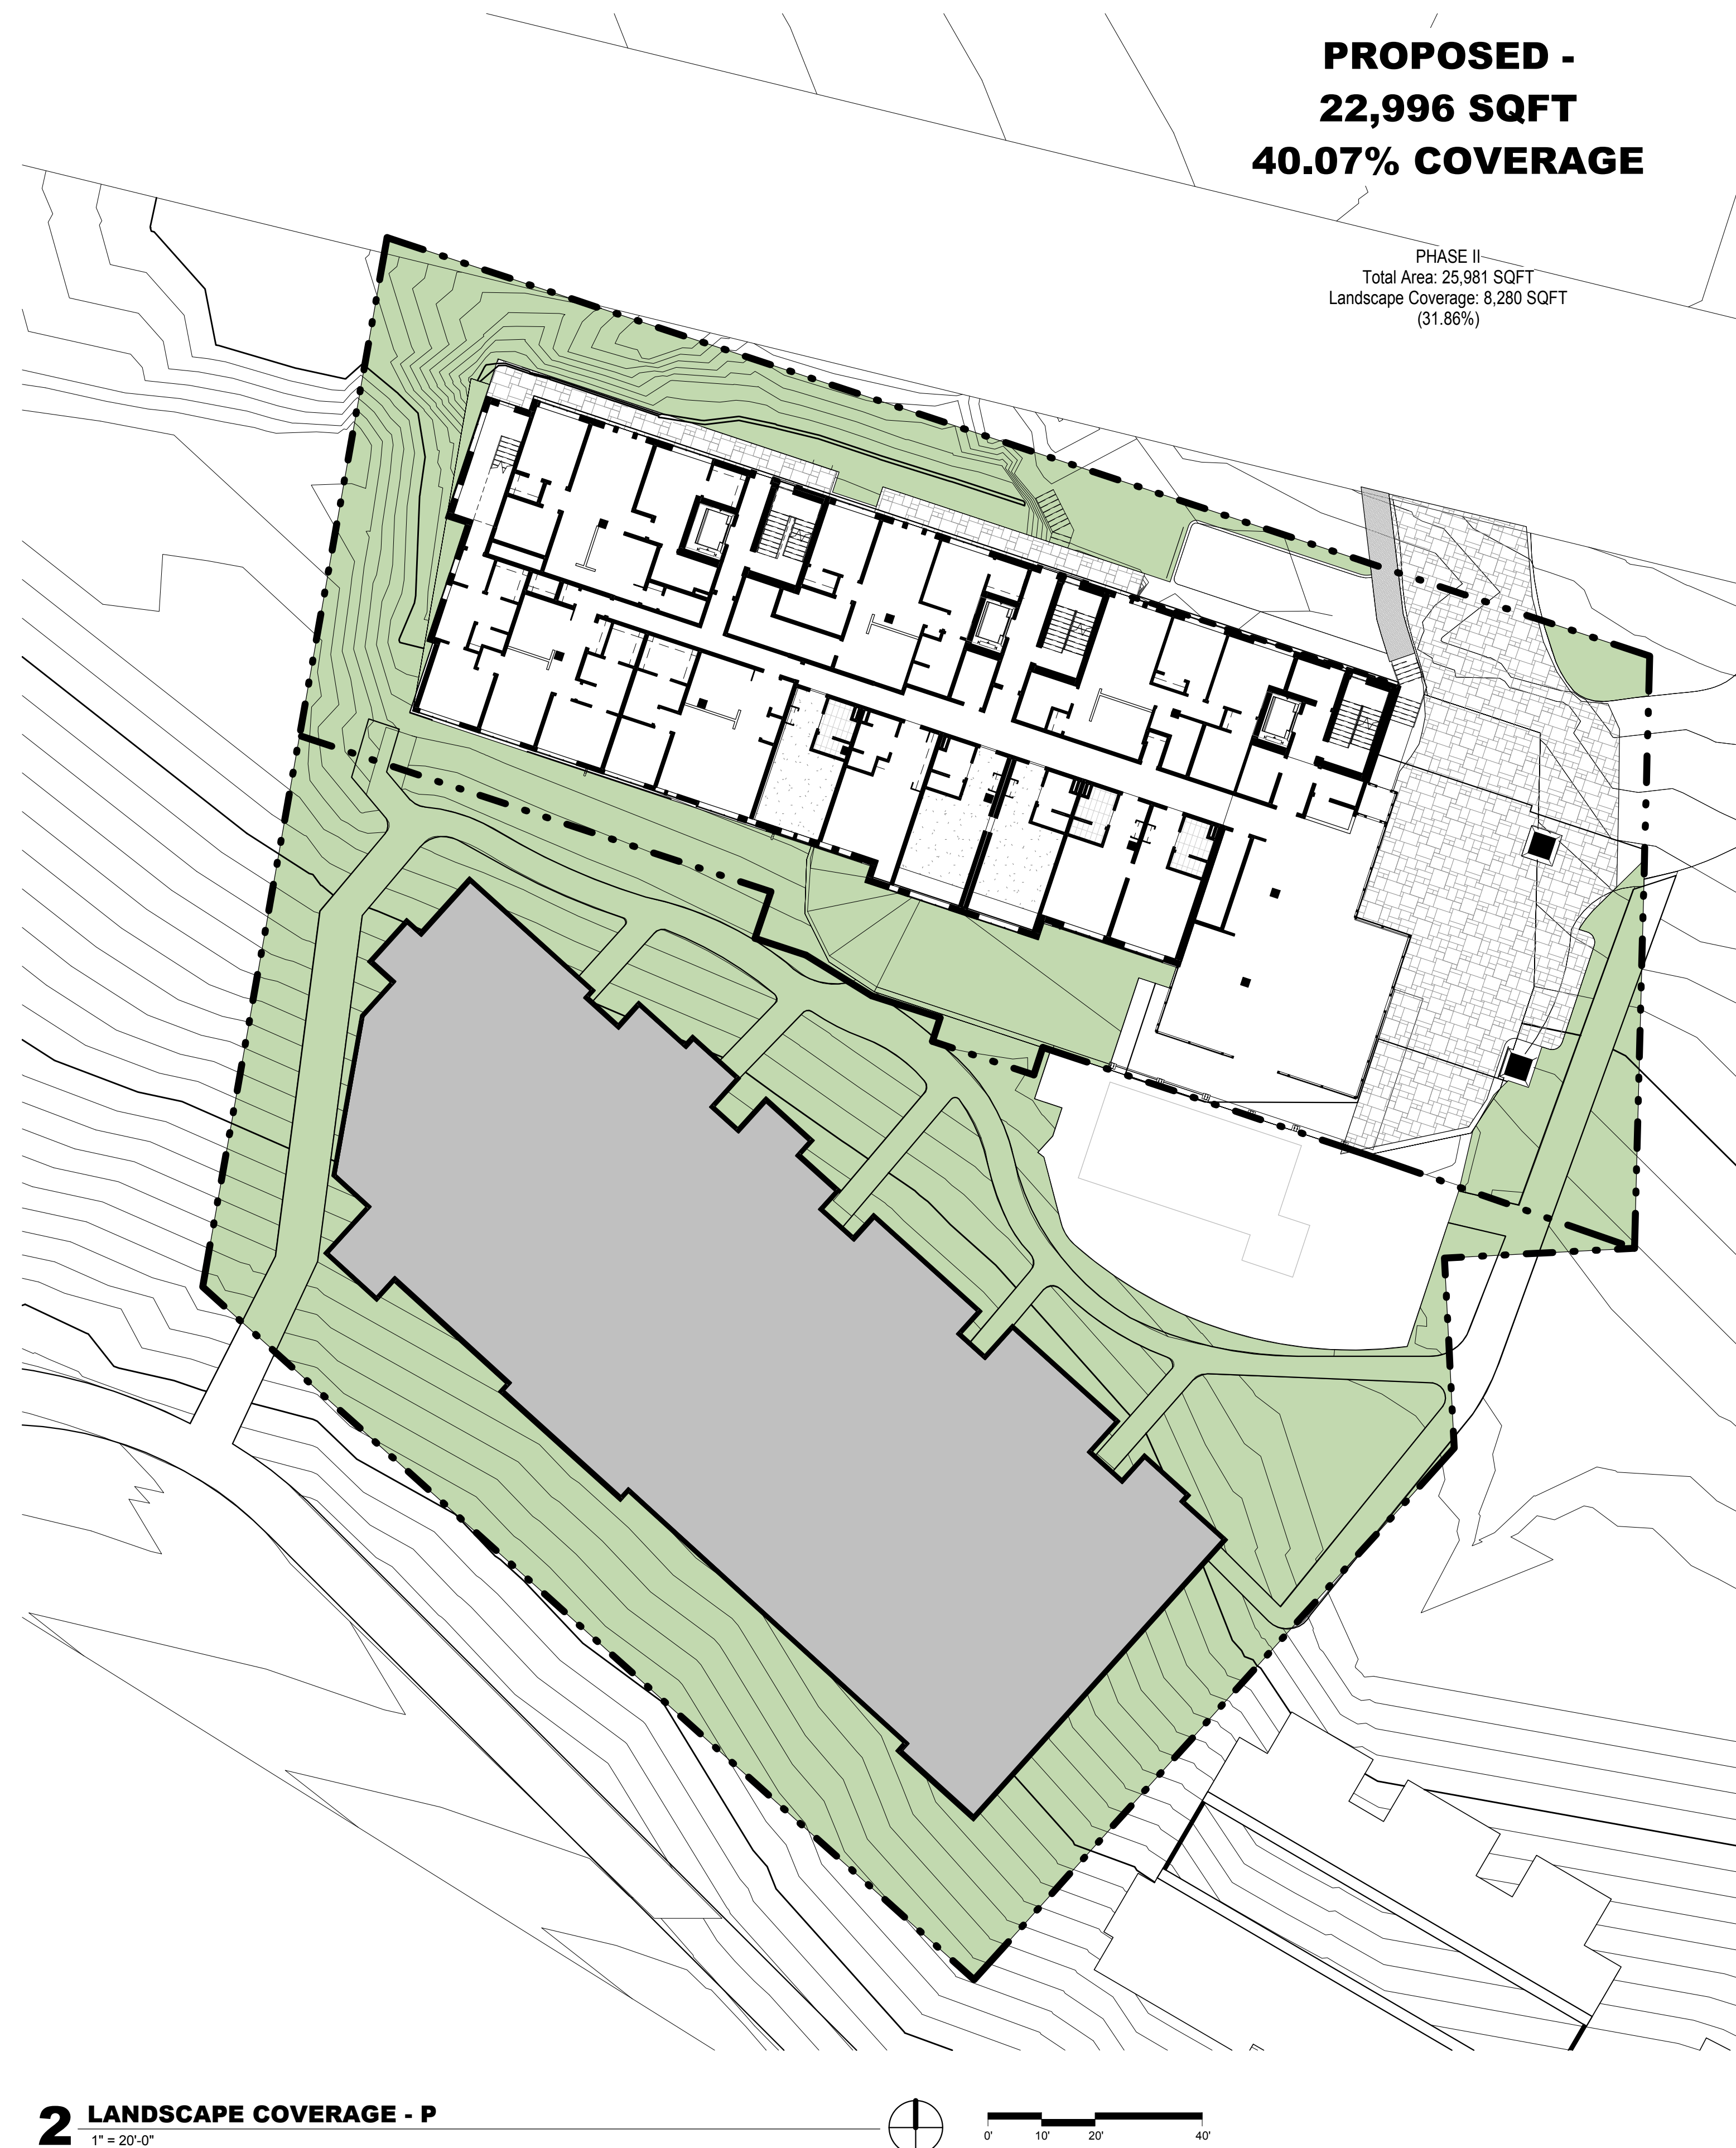 PROPOSED -
22,996 SQFT
40.07% COVERAGE
PHASE II
Total Area: 25,981 SQFT
Landscape Coverage: 8,280 SQFT
(31.86%)
2 LANDSCAPE COVERAGE - P
1" = 20'-0"
0' 10' 20' 40'